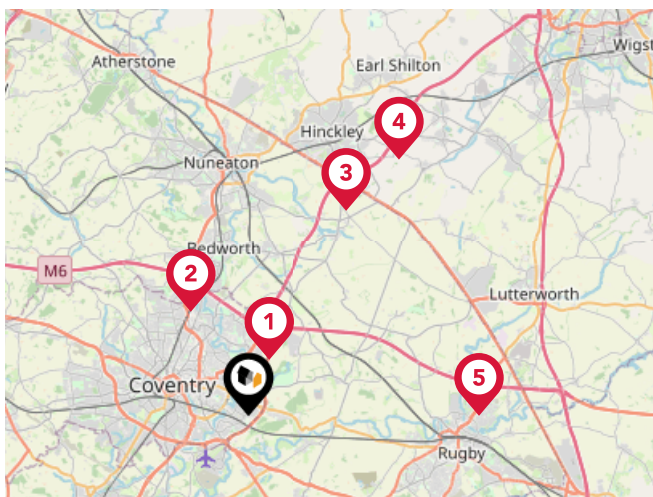 Wigst
Atherstone
Earl Shilton
4
Hinckley
Nuneaton
3
Bedworth
M6
2
Lutterworth
1
Coventry
5
Rugby